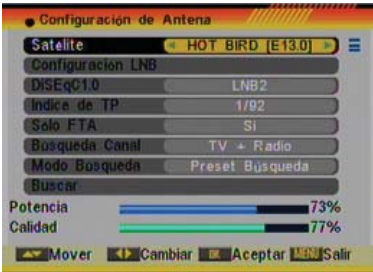 Configuración de Antena
Satélite HOT BIRD [E13.0]
Configuracion LNB
DiSEqC1.0 LNB2
Indice de TP 1/92
Solo FTA Si
Búsqueda Canal TV + Radio
Modo Búsqueda Preset Búsqueda
Buscar
Potencia 73%
Calidad 77%
Mover Cambiar OK Aceptar MENU Salir